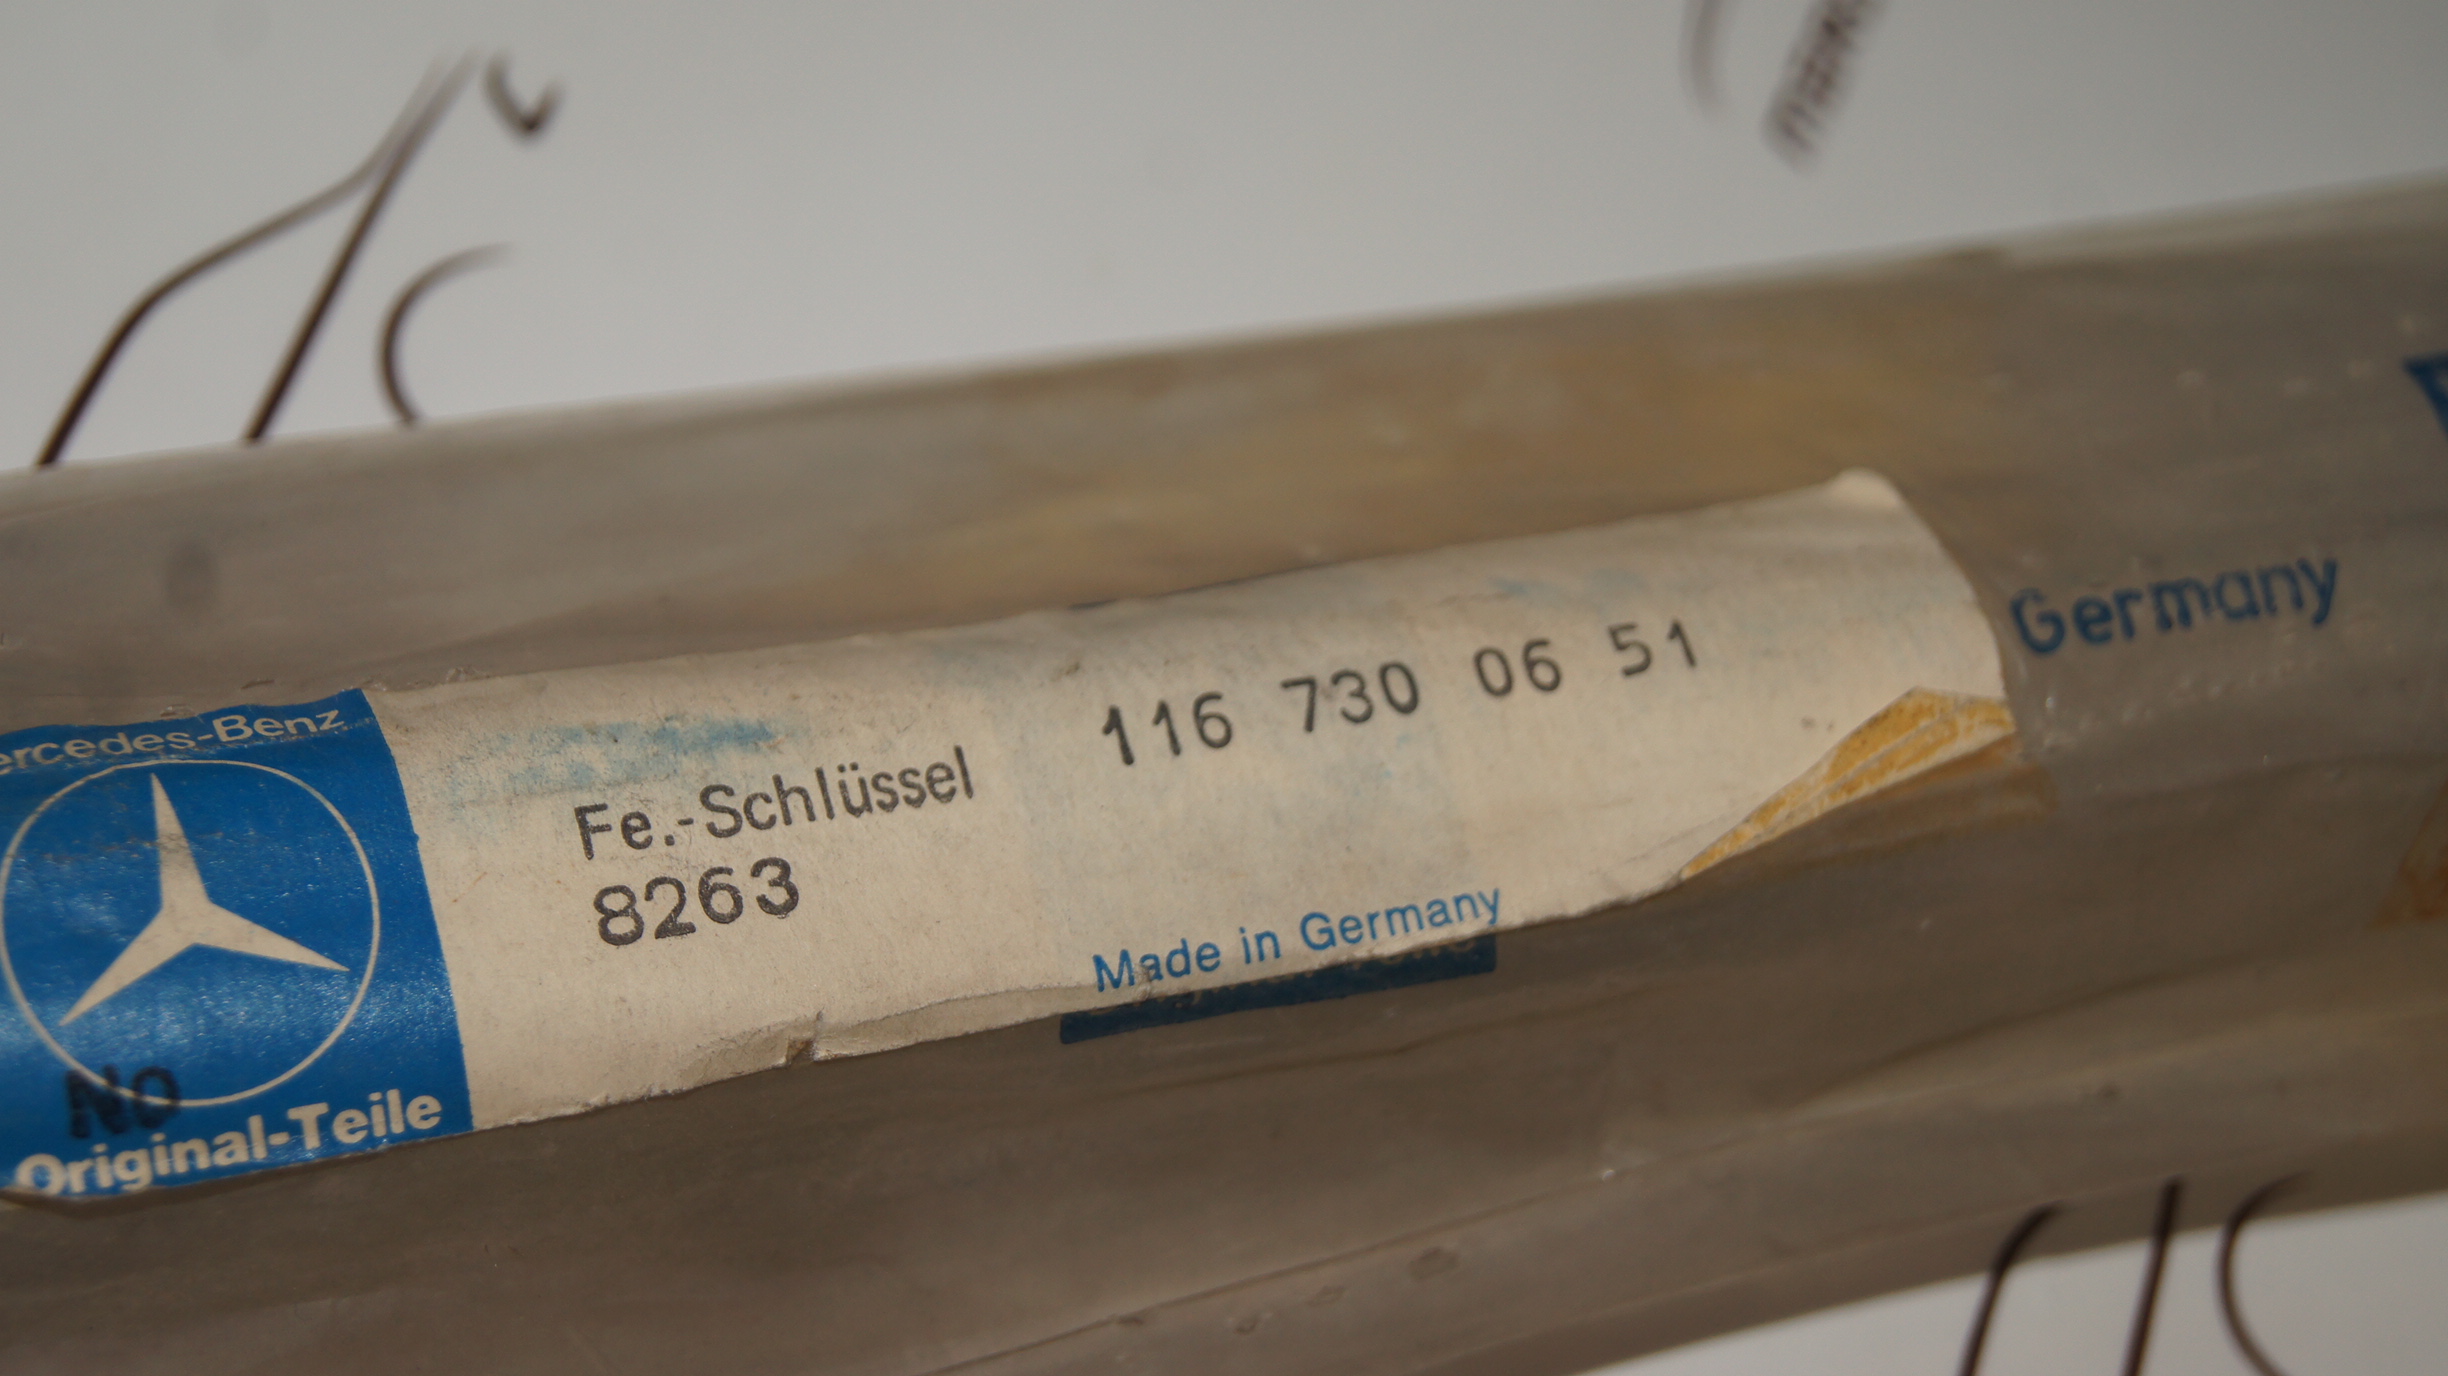 ercedes-Benz
NO
Original-Teile
Fe.-Schlüssel
8263
116 730 06 51
Made in Germany
Germany